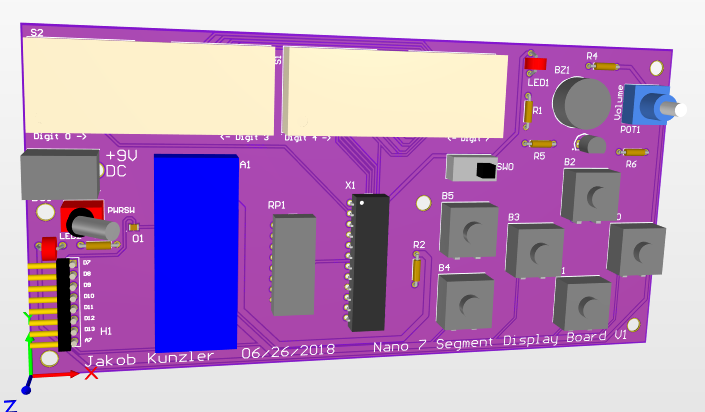 S2
R4
BZ1
LED1
Volume
R1
POT1
Digit 0 ->
<- Digit 3
Digit 4 ->
+9V
DC
A1
SW0
R5
R6
B2
X1
B5
RP1
PWRSW
B3
R2
B4
D7
D8
D9
D10
D11
D12
D13
A7
H1
Jakob Kunzler
06/26/2018
Nano 7 Segment Display Board V1
Y
X
Z